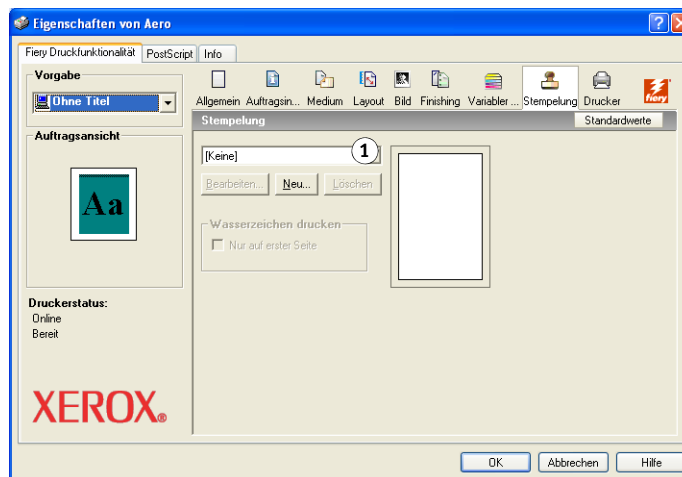 Eigenschaften von Aero
Fiery Druckfunktionalität PostScript Info
Vorgabe
Ohne Titel
Allgemein Auftragsin... Medium Layout Bild Finishing Variabler ... Stempelung Drucker
fiery
Stempelung
Standardwerte
Auftragsansicht
Aa
[Keine]
1
Bearbeiten... Neu... Löschen
Wasserzeichen drucken
Nur auf erster Seite
Druckerstatus:
Online
Bereit
XEROX®
OK Abbrechen Hilfe